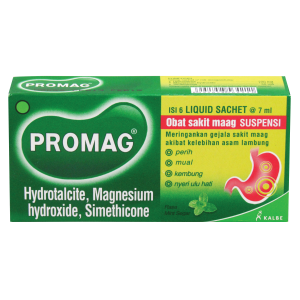 PROMAG®
Hydrotalcite, Magnesium
hydroxide, Simethicone
ISI 6 LIQUID SACHET @ 7 ml
Obat sakit maag SUSPENSI
Meringankan gejala sakit maag
akibat kelebihan asam lambung
perih
mual
kembung
nyeri ulu hati
KALBE